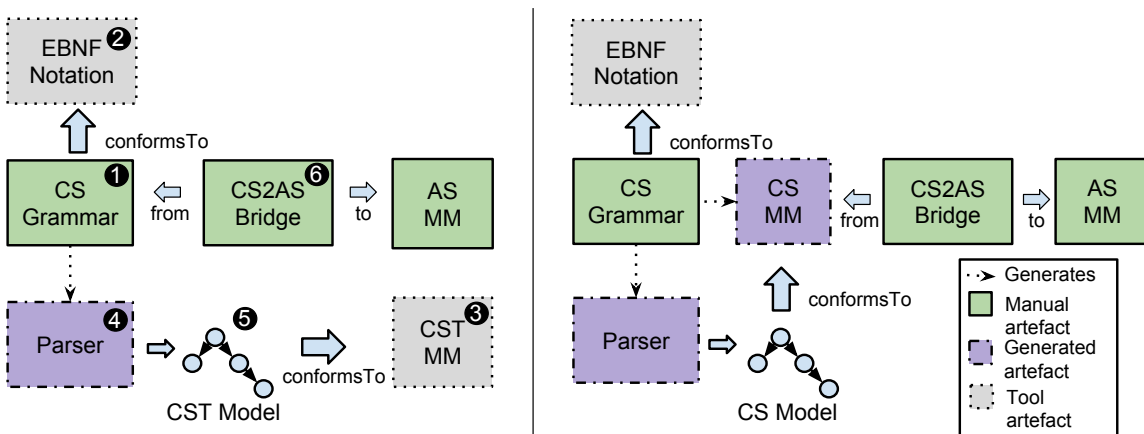 EBNF
Notation
2
conformsTo
CS
Grammar
1
from
CS2AS
Bridge
6
to
AS
MM
Parser
4
5
CST Model
conformsTo
CST
MM
3
EBNF
Notation
conformsTo
CS
Grammar
CS
MM
from
CS2AS
Bridge
to
AS
MM
Parser
CS Model
conformsTo
Generates
Manual
artefact
Generated
artefact
Tool
artefact